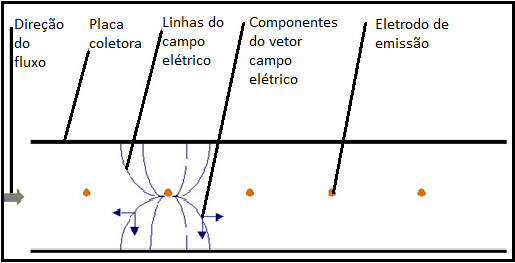 Direção
do
fluxo
Placa
coletora
Linhas do
campo
elétrico
Componentes
do vetor
campo
elétrico
Eletrodo de
emissão